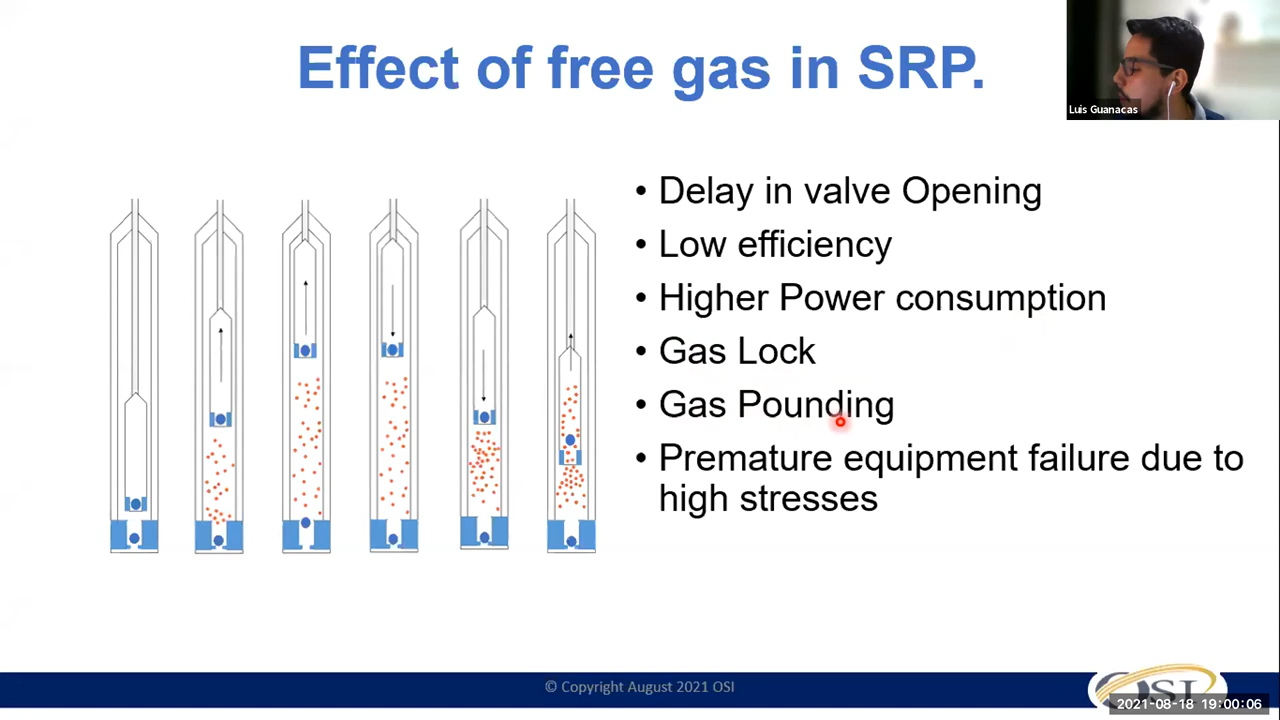 Effect of free gas in SRP.
Luis Guanacas
• Delay in valve Opening
• Low efficiency
• Higher Power consumption
• Gas Lock
• Gas Pounding
• Premature equipment failure due to
high stresses
© Copyright August 2021 OSI
OSI
2021-08-18 19:00:06